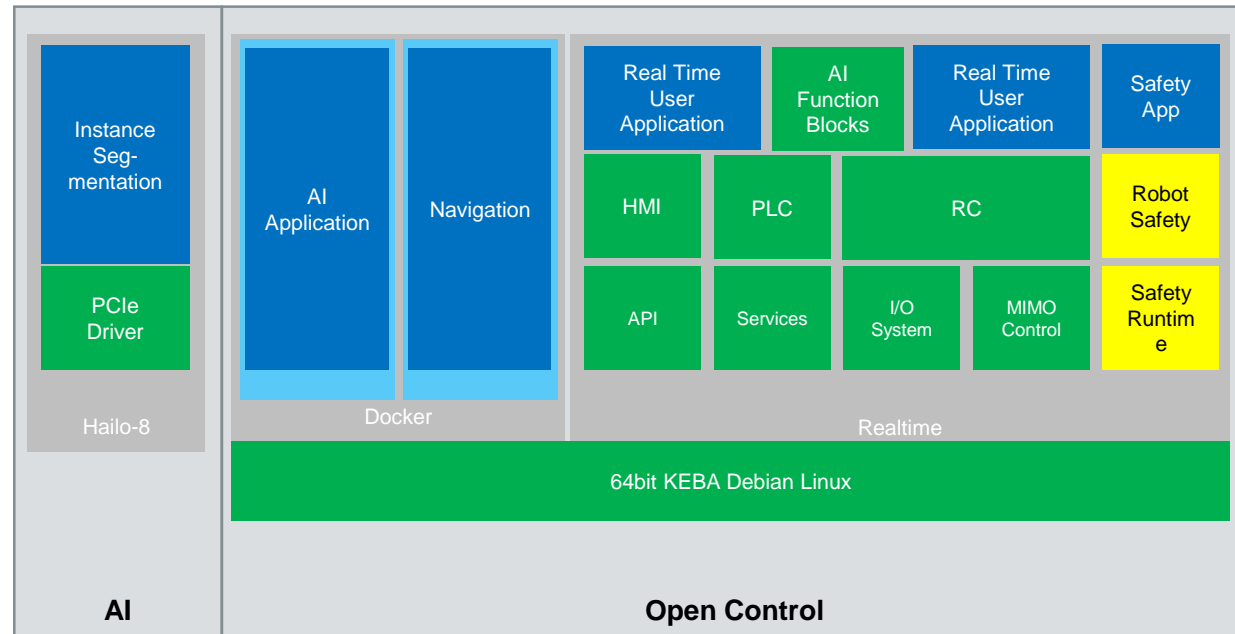 Instance
Seg-
mentation
PCIe
Driver
Hailo-8
AI
AI
Application
Navigation
Docker
Real Time
User
Application
AI
Function
Blocks
Real Time
User
Application
Safety
App
HMI
PLC
RC
Robot
Safety
API
Services
I/O
System
MIMO
Control
Safety
Runtim
e
Realtime
64bit KEBA Debian Linux
Open Control